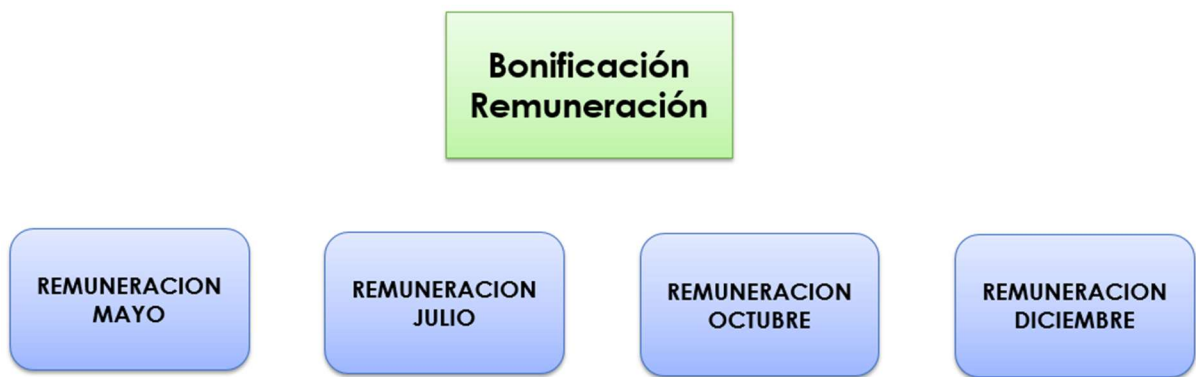 Bonificación
Remuneración
REMUNERACION
MAYO
REMUNERACION
JULIO
REMUNERACION
OCTUBRE
REMUNERACION
DICIEMBRE